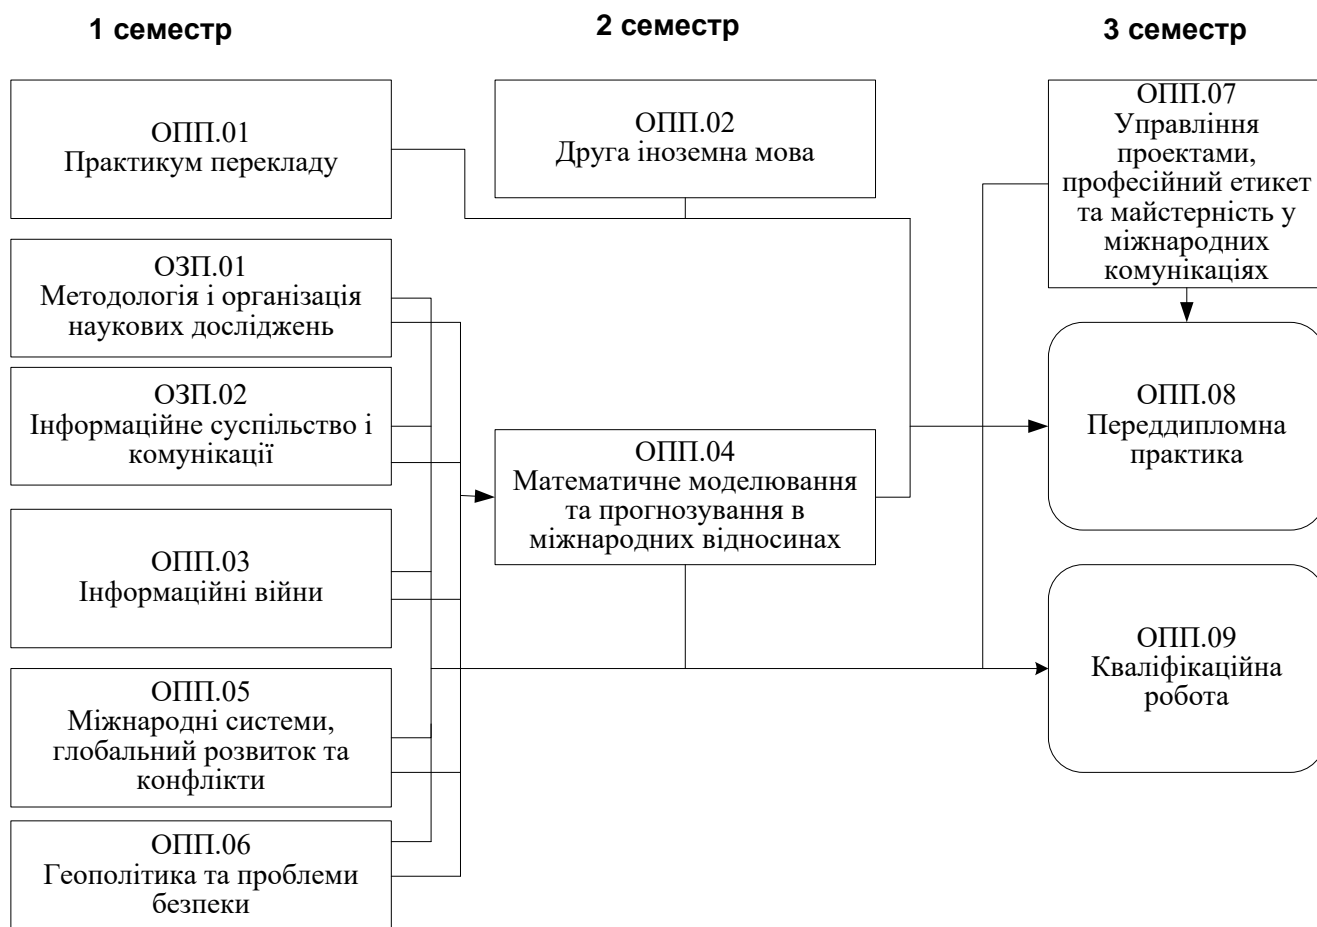 1 семестр
2 семестр
3 семестр
ОПП.01
Практикум перекладу
ОЗП.01
Методологія і організація
наукових досліджень
ОЗП.02
Інформаційне суспільство і
комунікації
ОПП.03
Інформаційні війни
ОПП.05
Міжнародні системи,
глобальний розвиток та
конфлікти
ОПП.06
Геополітика та проблеми
безпеки
ОПП.02
Друга іноземна мова
ОПП.04
Математичне моделювання
та прогнозування в
міжнародних відносинах
ОПП.07
Управління
проектами,
професійний етикет
та майстерність у
міжнародних
комунікаціях
ОПП.08
Переддипломна
практика
ОПП.09
Кваліфікаційна
робота